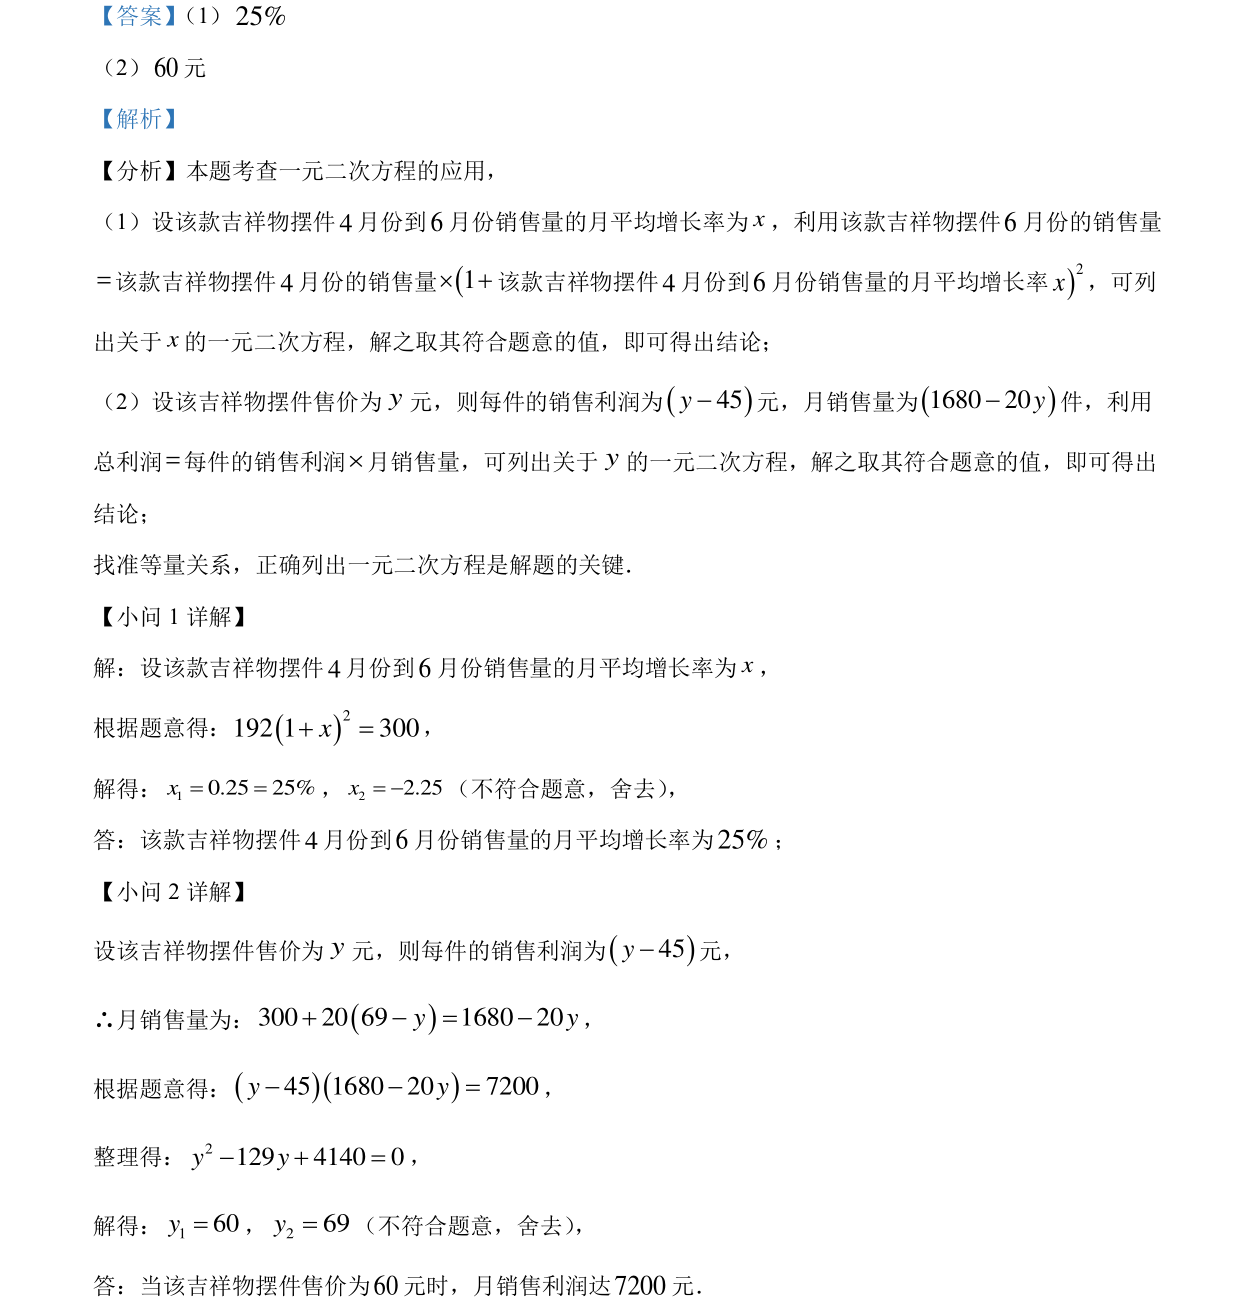 【答案】（1）25%
（2）60元
【解析】
【分析】本题考查一元二次方程的应用，
（1）设该款吉祥物摆件4月份到6月份销售量的月平均增长率为x，利用该款吉祥物摆件6月份的销售量
=该款吉祥物摆件4月份的销售量×(1+该款吉祥物摆件4月份到6月份销售量的月平均增长率x)²，可列
出关于x的一元二次方程，解之取其符合题意的值，即可得出结论；
（2）设该吉祥物摆件售价为y元，则每件的销售利润为(y−45)元，月销售量为(1680−20y)件，利用
总利润=每件的销售利润×月销售量，可列出关于y的一元二次方程，解之取其符合题意的值，即可得出
结论；
找准等量关系，正确列出一元二次方程是解题的关键．
【小问1详解】
解：设该款吉祥物摆件4月份到6月份销售量的月平均增长率为x，
根据题意得：192(1+x)²=300，
解得：x₁=0.25=25%，x₂=−2.25（不符合题意，舍去），
答：该款吉祥物摆件4月份到6月份销售量的月平均增长率为25%；
【小问2详解】
设该吉祥物摆件售价为y元，则每件的销售利润为(y−45)元，
∴月销售量为：300+20(69−y)=1680−20y，
根据题意得：(y−45)(1680−20y)=7200，
整理得：y²−129y+4140=0，
解得：y₁=60，y₂=69（不符合题意，舍去），
答：当该吉祥物摆件售价为60元时，月销售利润达7200元．